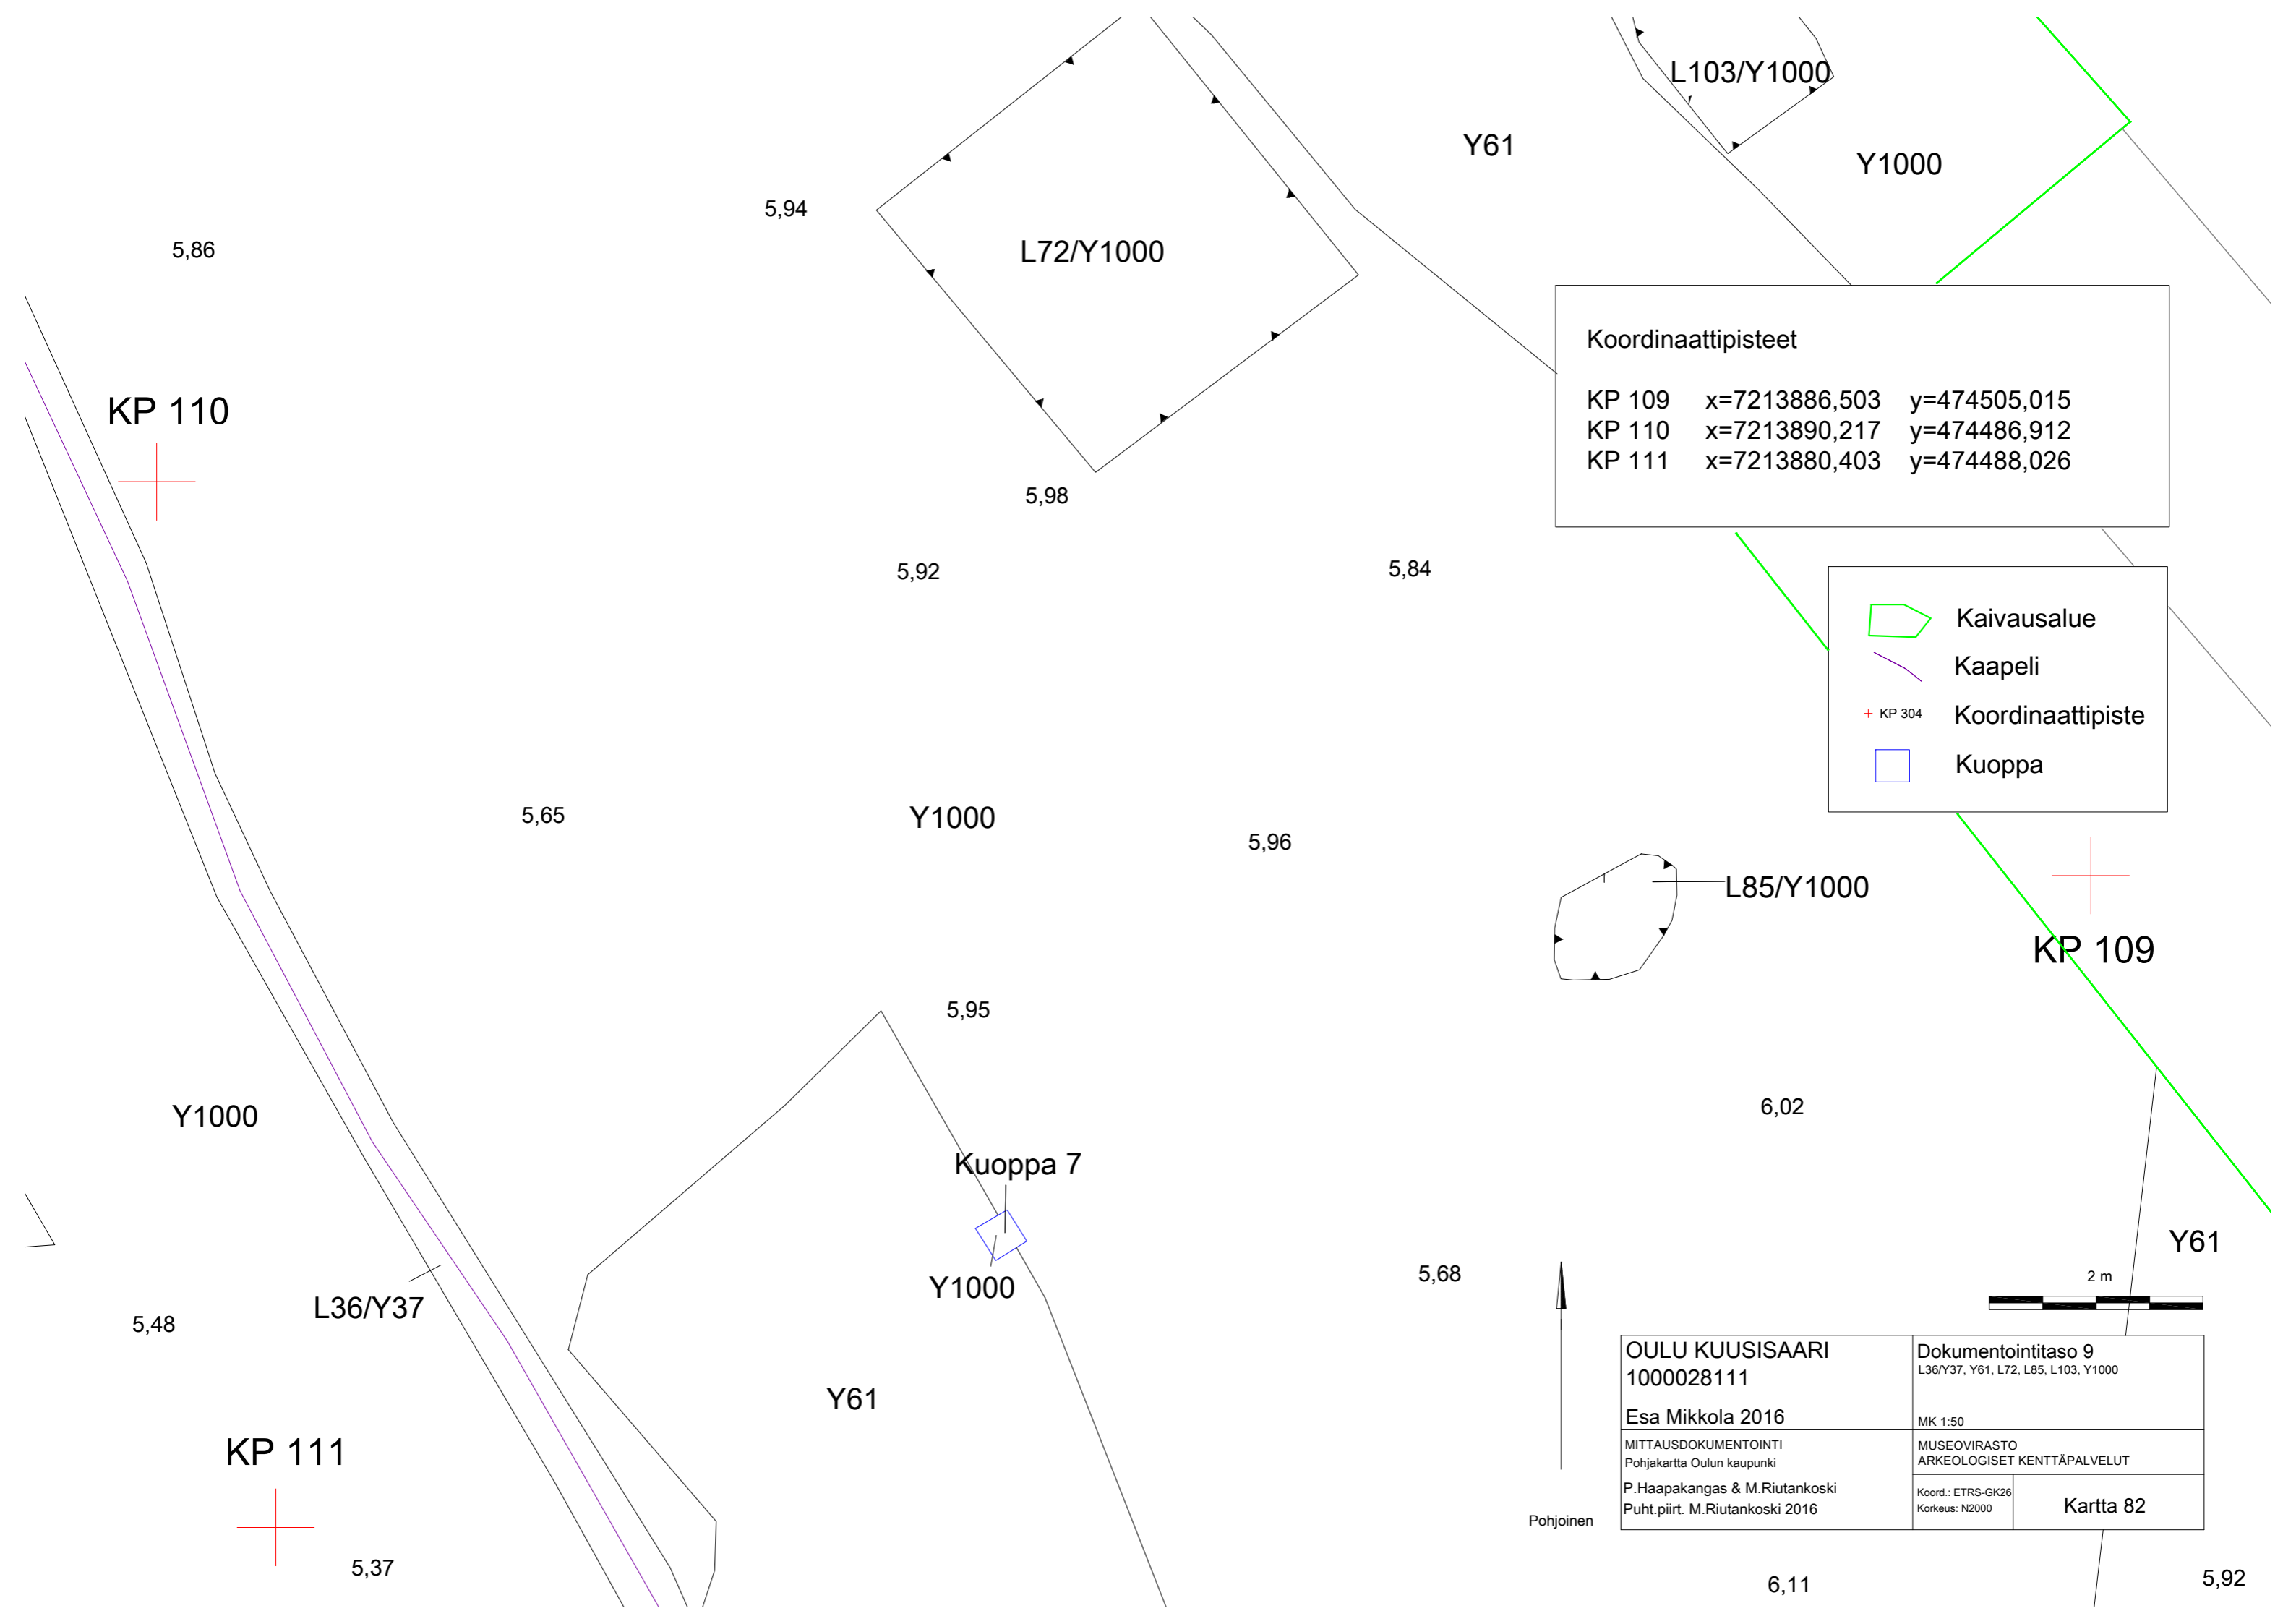 L103/Y1000
Y61
Y1000
5,94
5,86
L72/Y1000
Koordinaattipisteet
KP 109 x=7213886,503 y=474505,015
KP 110 x=7213890,217 y=474486,912
KP 111 x=7213880,403 y=474488,026
KP 110
5,98
5,92
5,84
Kaivausalue
Kaapeli
KP 304 Koordinaattipiste
Kuoppa
5,65
Y1000
5,96
L85/Y1000
KP 109
5,95
Y1000
6,02
Kuoppa 7
Y61
Y1000
5,68
2 m
L36/Y37
5,48
Y61
KP 111
5,37
Pohjoinen
OULU KUUSISAARI
1000028111
Esa Mikkola 2016
MITTAUSDOKUMENTOINTI
Pohjakartta Oulun kaupunki
P.Haapakangas & M.Riutankoski
Puht.piirt. M.Riutankoski 2016
Dokumentointitaso 9
L36/Y37, Y61, L72, L85, L103, Y1000
MK 1:50
MUSEOVIRASTO
ARKEOLOGISET KENTTÄPALVELUT
Koord.: ETRS-GK26
Korkeus: N2000
Kartta 82
6,11
5,92